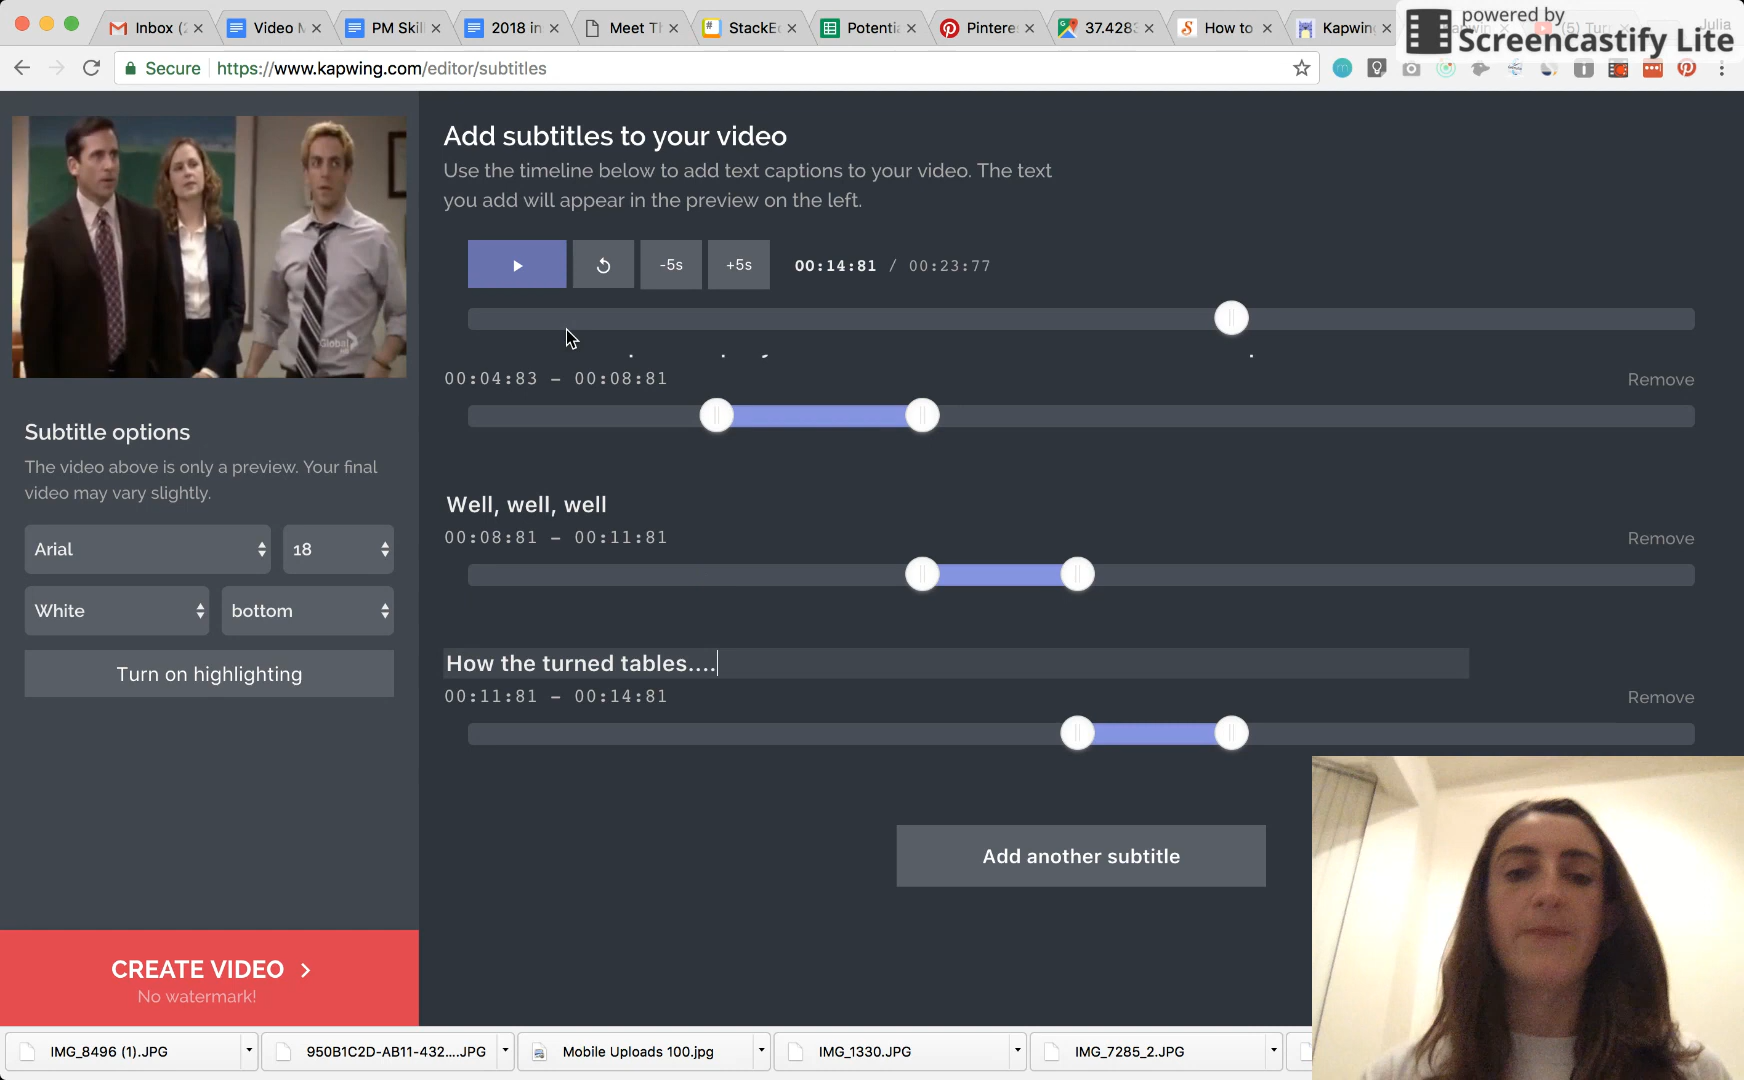 Inbox (2
Video M
PM Skil
2018 in
Meet Th
StackE
Potenti
Pinteres
37.428
How to
Kapwin
powered by
Screencastify Lite
Julia
Secure
https://www.kapwing.com/editor/subtitles
Add subtitles to your video
Use the timeline below to add text captions to your video. The text
you add will appear in the preview on the left.
-5s
+5s
00:14:81 / 00:23:77
Global
HD
00:04:83 – 00:08:81
Remove
Subtitle options
The video above is only a preview. Your final
video may vary slightly.
Arial
18
White
bottom
Turn on highlighting
Well, well, well
00:08:81 – 00:11:81
Remove
How the turned tables....
00:11:81 – 00:14:81
Remove
Add another subtitle
CREATE VIDEO
No watermark!
IMG_8496 (1).JPG
950B1C2D-AB11-432....JPG
Mobile Uploads 100.jpg
IMG_1330.JPG
IMG_7285_2.JPG